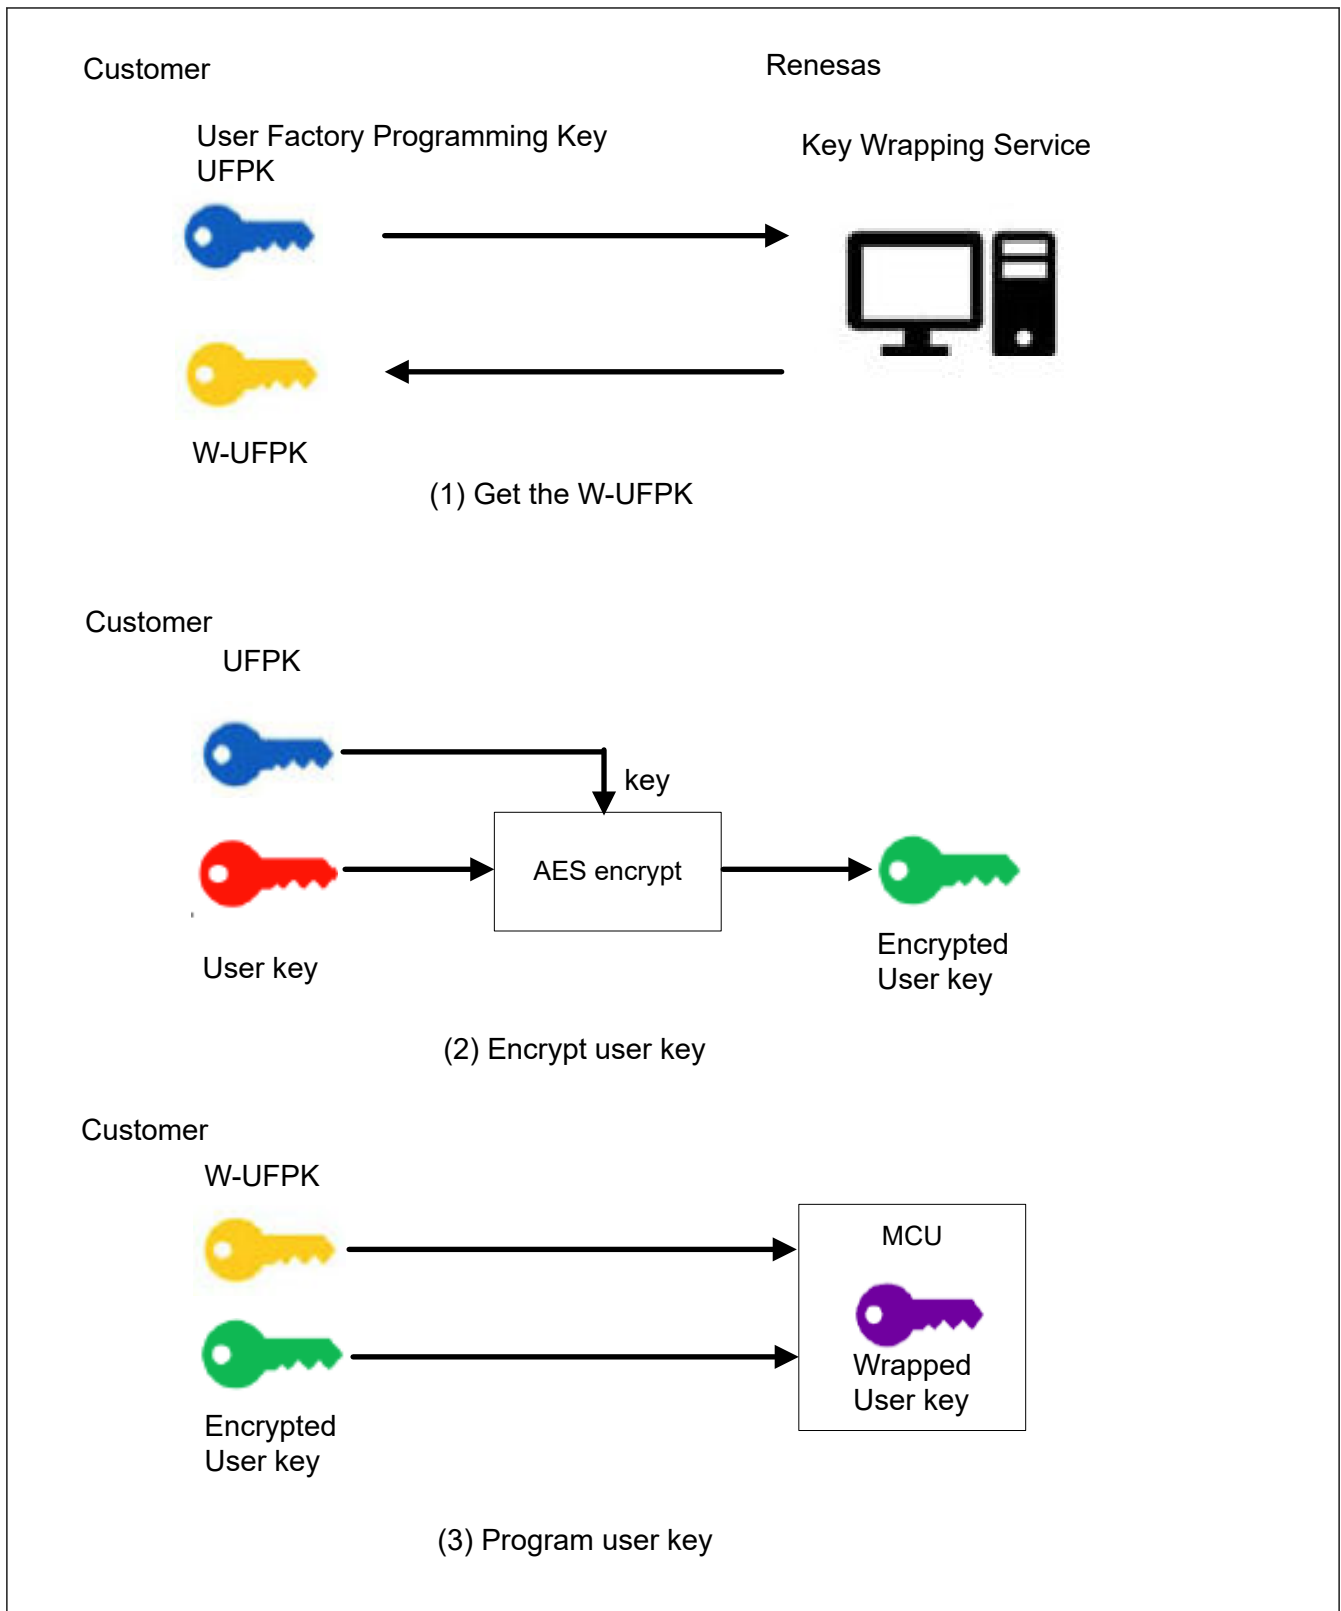 Customer
Renesas
User Factory Programming Key
UFPK
Key Wrapping Service
W-UFPK
(1) Get the W-UFPK
Customer
UFPK
key
AES encrypt
User key
Encrypted
User key
(2) Encrypt user key
Customer
W-UFPK
MCU
Wrapped
User key
Encrypted
User key
(3) Program user key